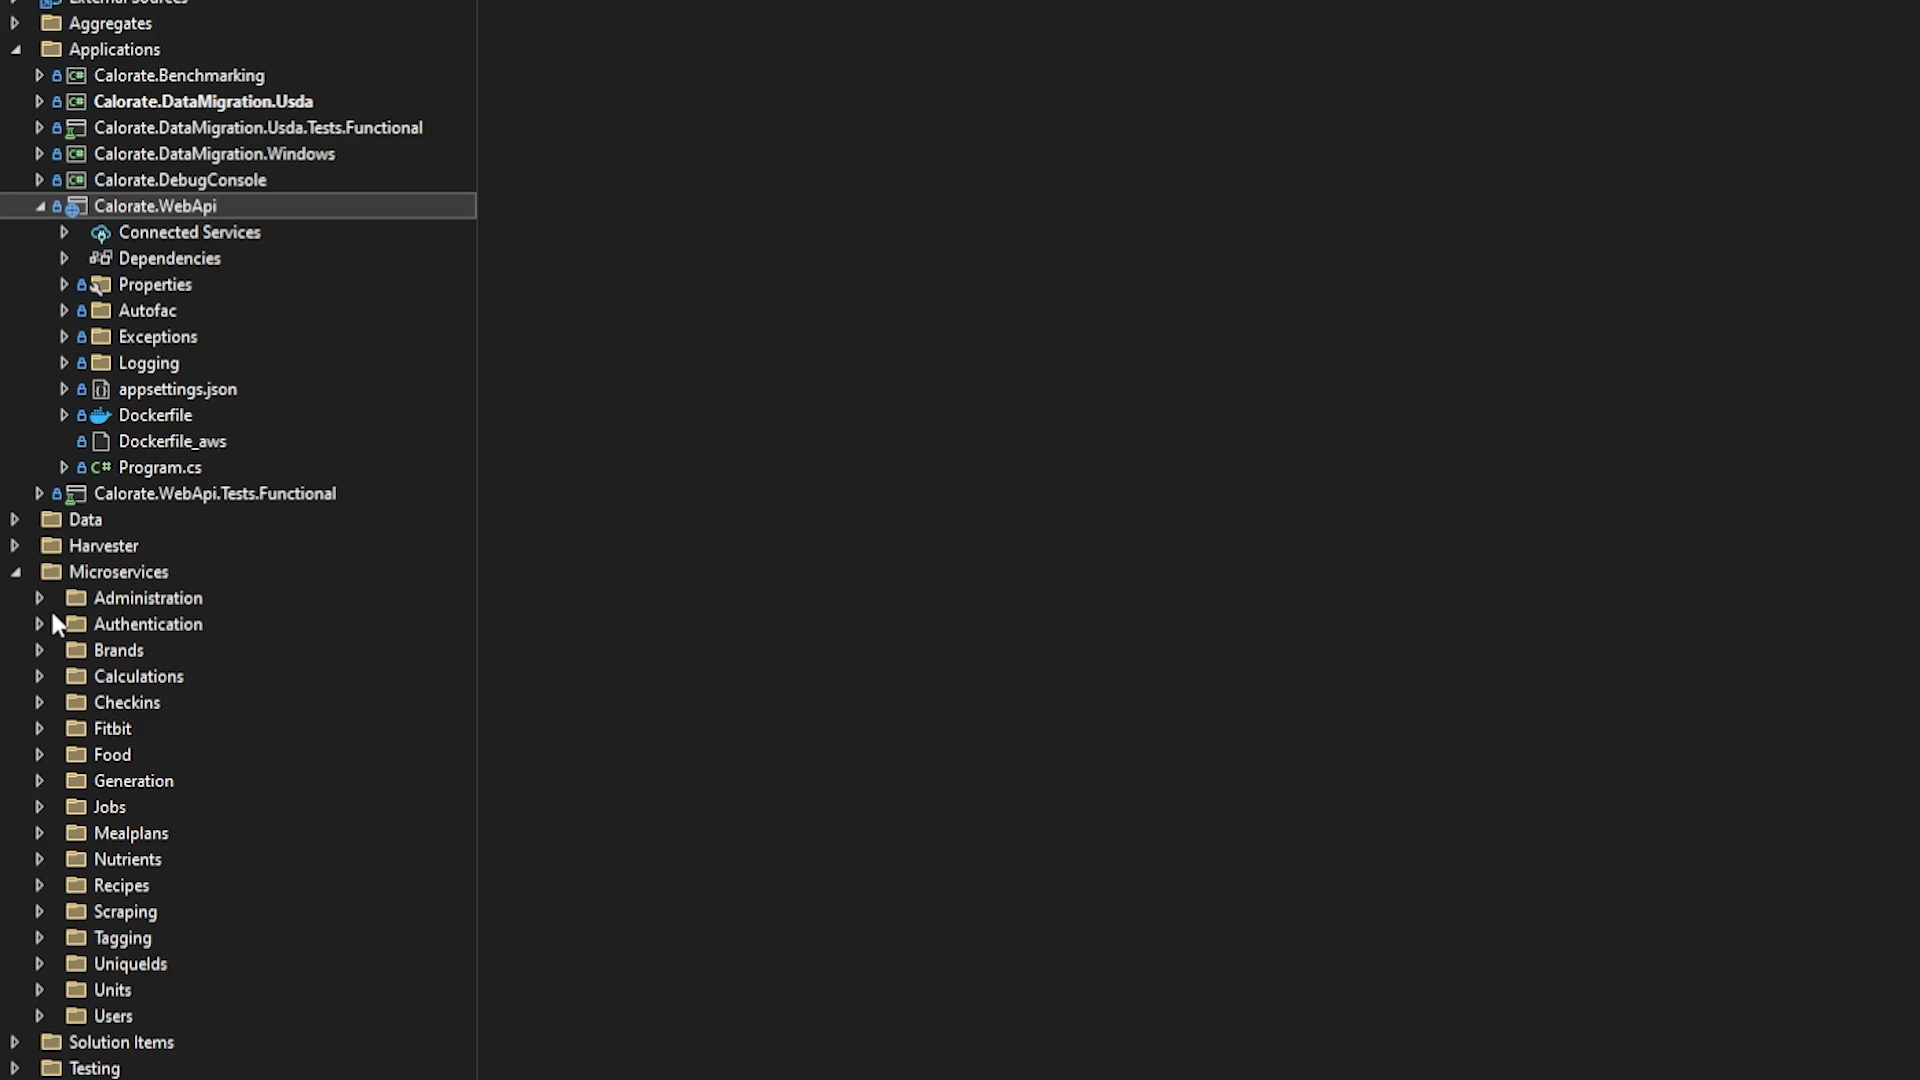 External Sources
Aggregates
Applications
Calorate.Benchmarking
Calorate.DataMigration.Usda
Calorate.DataMigration.Usda.Tests.Functional
Calorate.DataMigration.Windows
Calorate.DebugConsole
Calorate.WebApi
Connected Services
Dependencies
Properties
Autofac
Exceptions
Logging
appsettings.json
Dockerfile
Dockerfile_aws
C# Program.cs
Calorate.WebApi.Tests.Functional
Data
Harvester
Microservices
Administration
Authentication
Brands
Calculations
Checkins
Fitbit
Food
Generation
Jobs
Mealplans
Nutrients
Recipes
Scraping
Tagging
UniqueIds
Units
Users
Solution Items
Testing